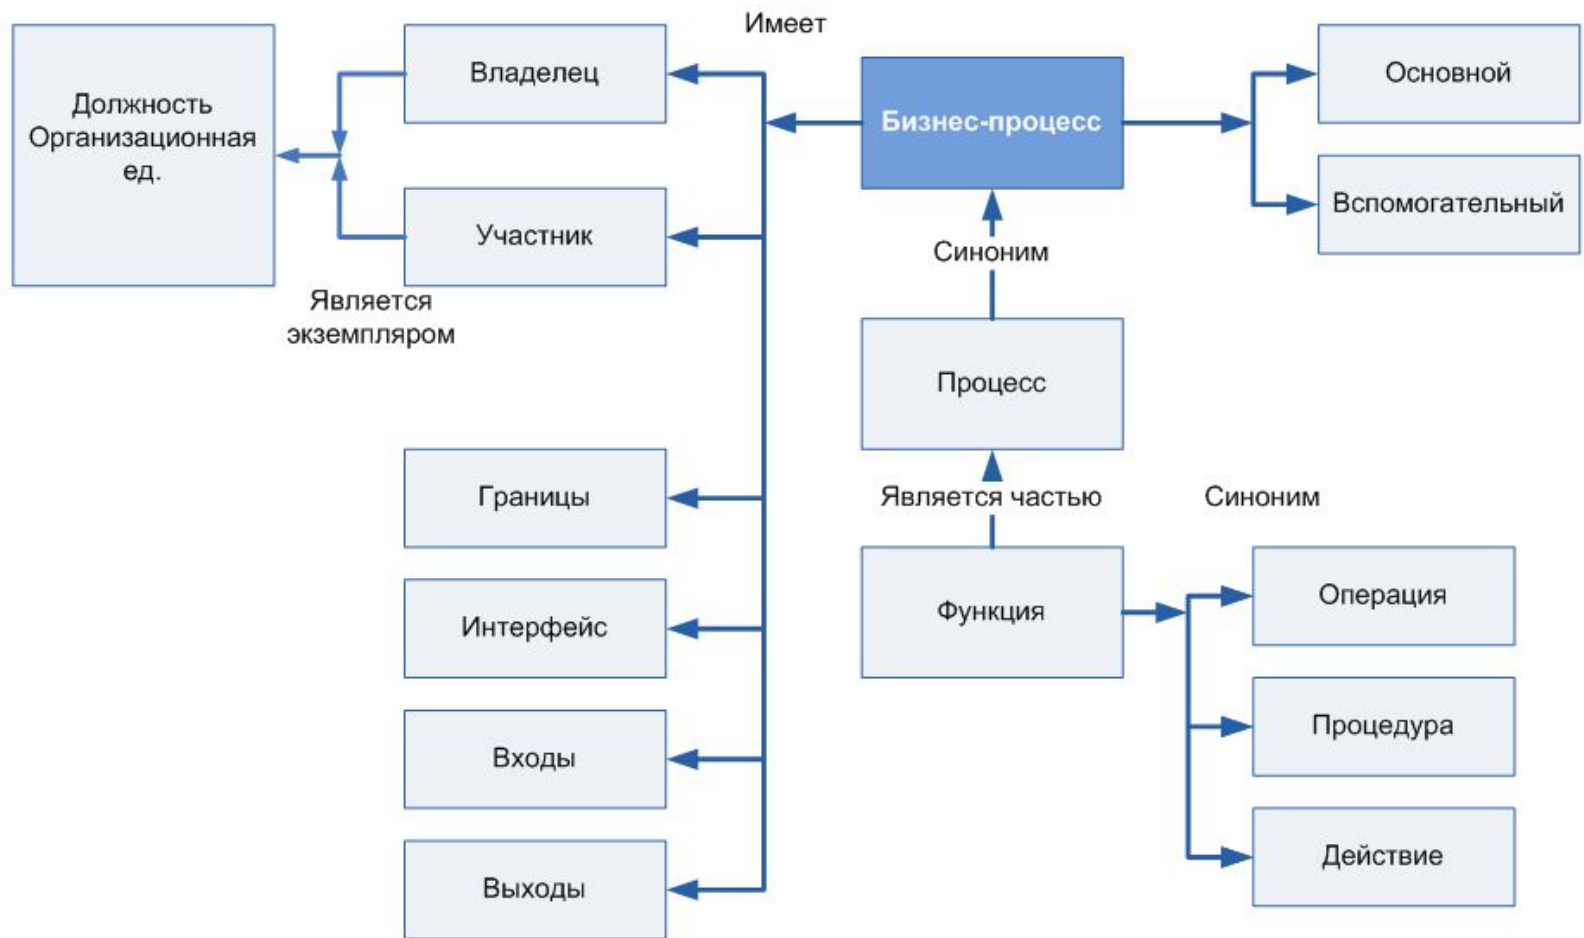 Имеет
Должность
Организационная
ед.
Владелец
Участник
Является
экземпляром
Границы
Интерфейс
Входы
Выходы
Бизнес-процесс
Синоним
Процесс
Является частью
Функция
Основной
Вспомогательный
Синоним
Операция
Процедура
Действие